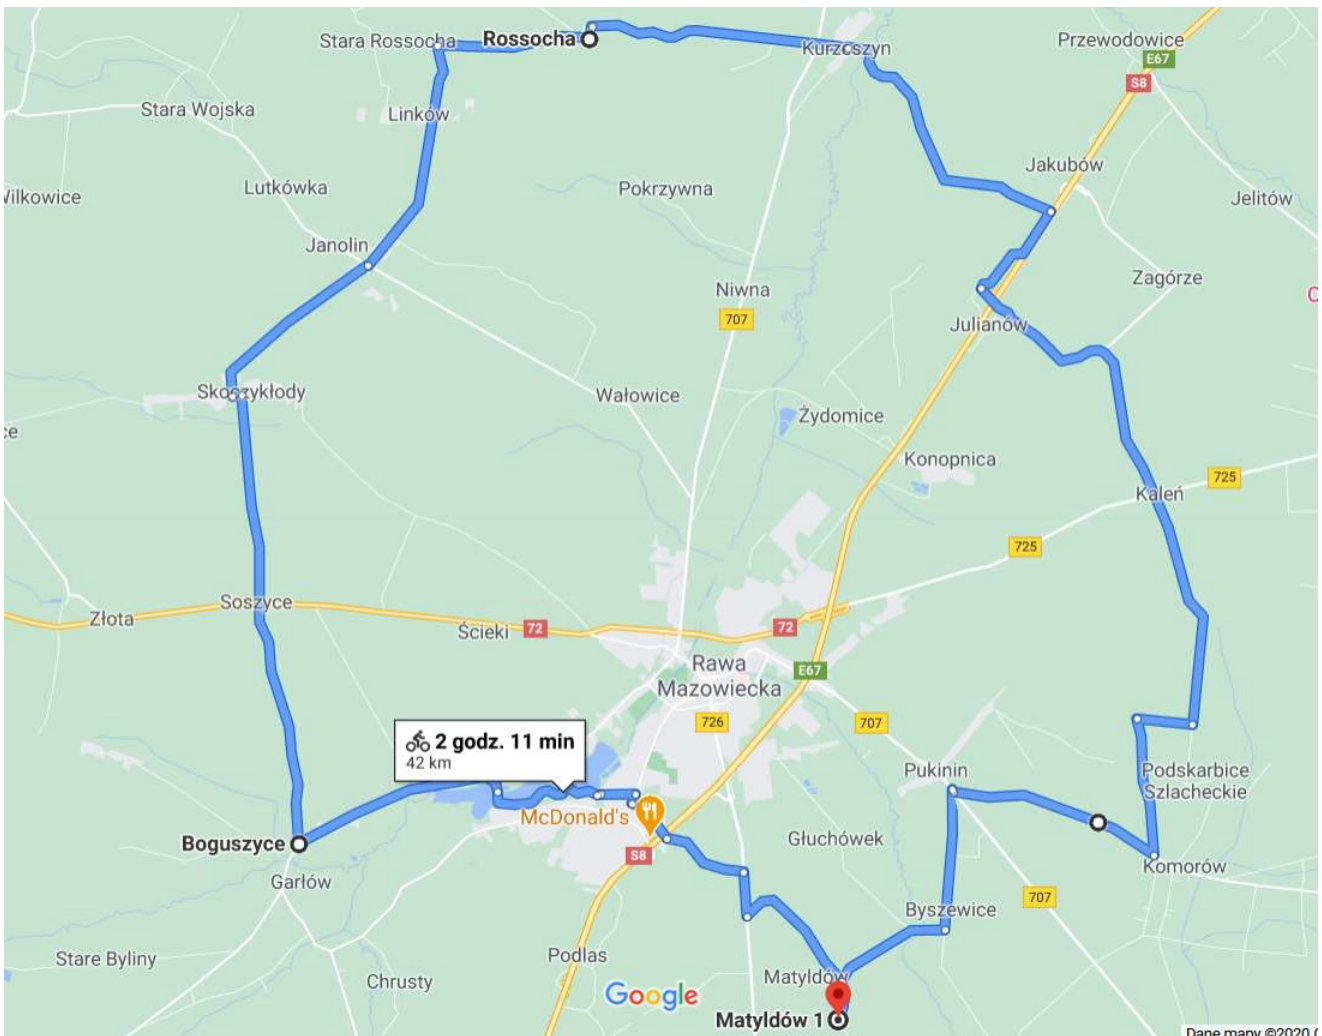 Stara Rossocha
Rossocha
Kurzeszyn
Przewodowice
E67
S8
Stara Wojska
Linków
Jakubów
Wilkowice
Lutkówka
Pokrzywna
Jelitów
Janolin
Zagórze
Niwna
707
Julianów
Skoszykłody
Wałowice
Żydomice
Konopnica
725
Kaleń
725
Złota
Soszyce
Ścieki
72
72
Rawa
Mazowiecka
E67
726
707
2 godz. 11 min
42 km
Pukinin
Podskarbice
Szlacheckie
McDonald's
Boguszyce
S8
Głuchówek
Komorów
Garłów
707
Byszewice
Stare Byliny
Podlas
Chrusty
Matyldów
Google
Matyldów 1
Dane mapy ©2020